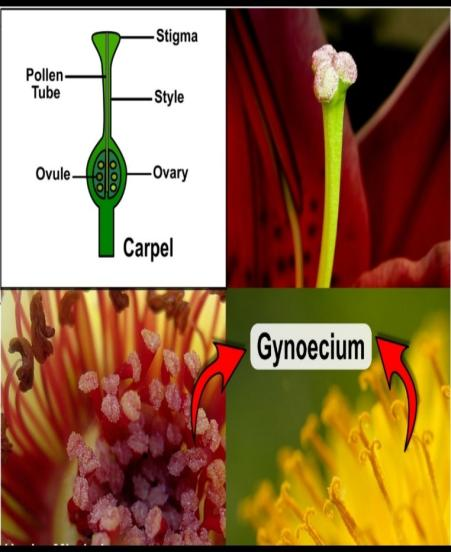 Stigma
Pollen
Tube
Style
Ovule
Ovary
Carpel
Gynoecium